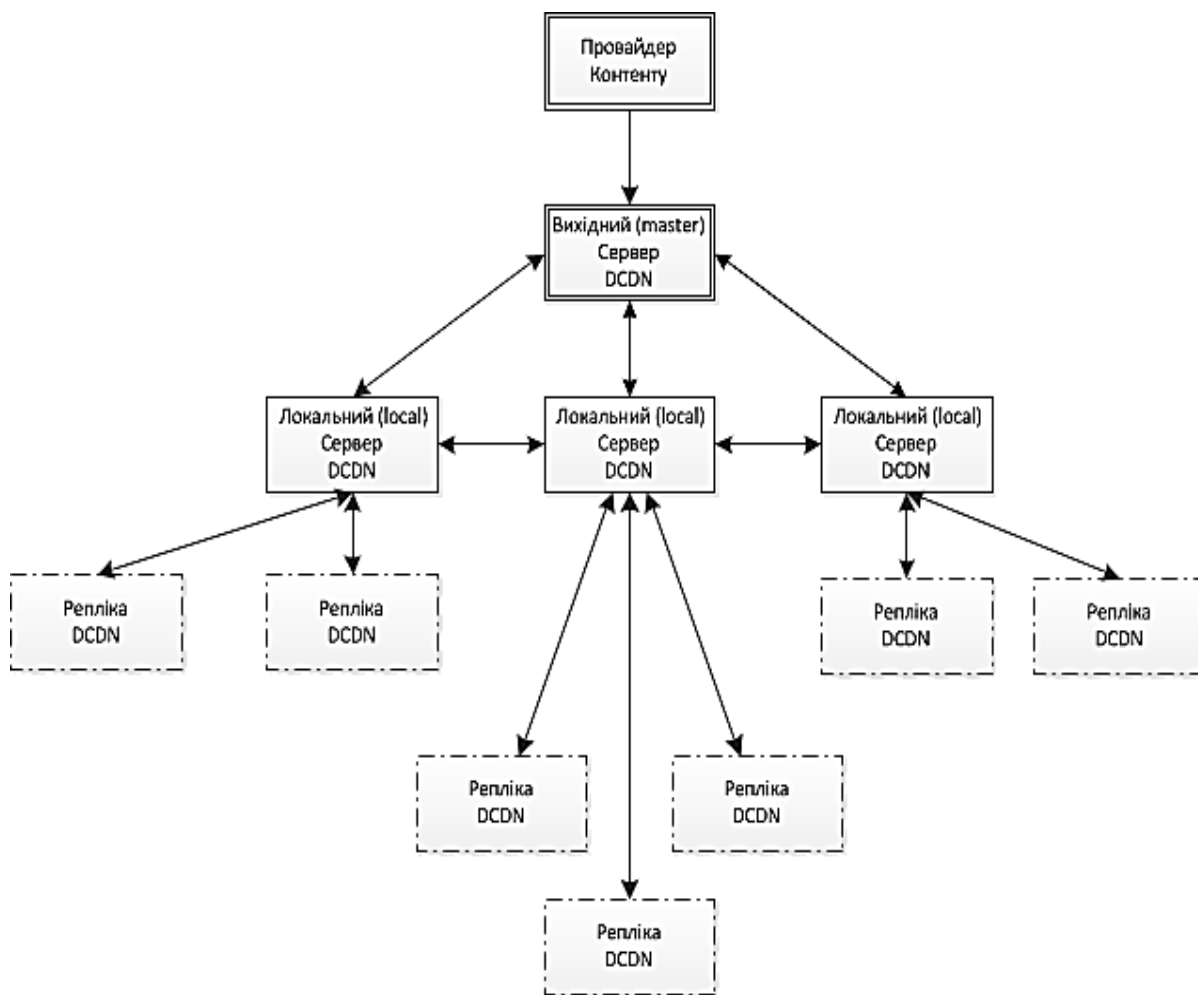 Провайдер
Контенту
Вихідний (master)
Сервер
DCDN
Локальний (local)
Сервер
DCDN
Локальний (local)
Сервер
DCDN
Локальний (local)
Сервер
DCDN
Репліка
DCDN
Репліка
DCDN
Репліка
DCDN
Репліка
DCDN
Репліка
DCDN
Репліка
DCDN
Репліка
DCDN